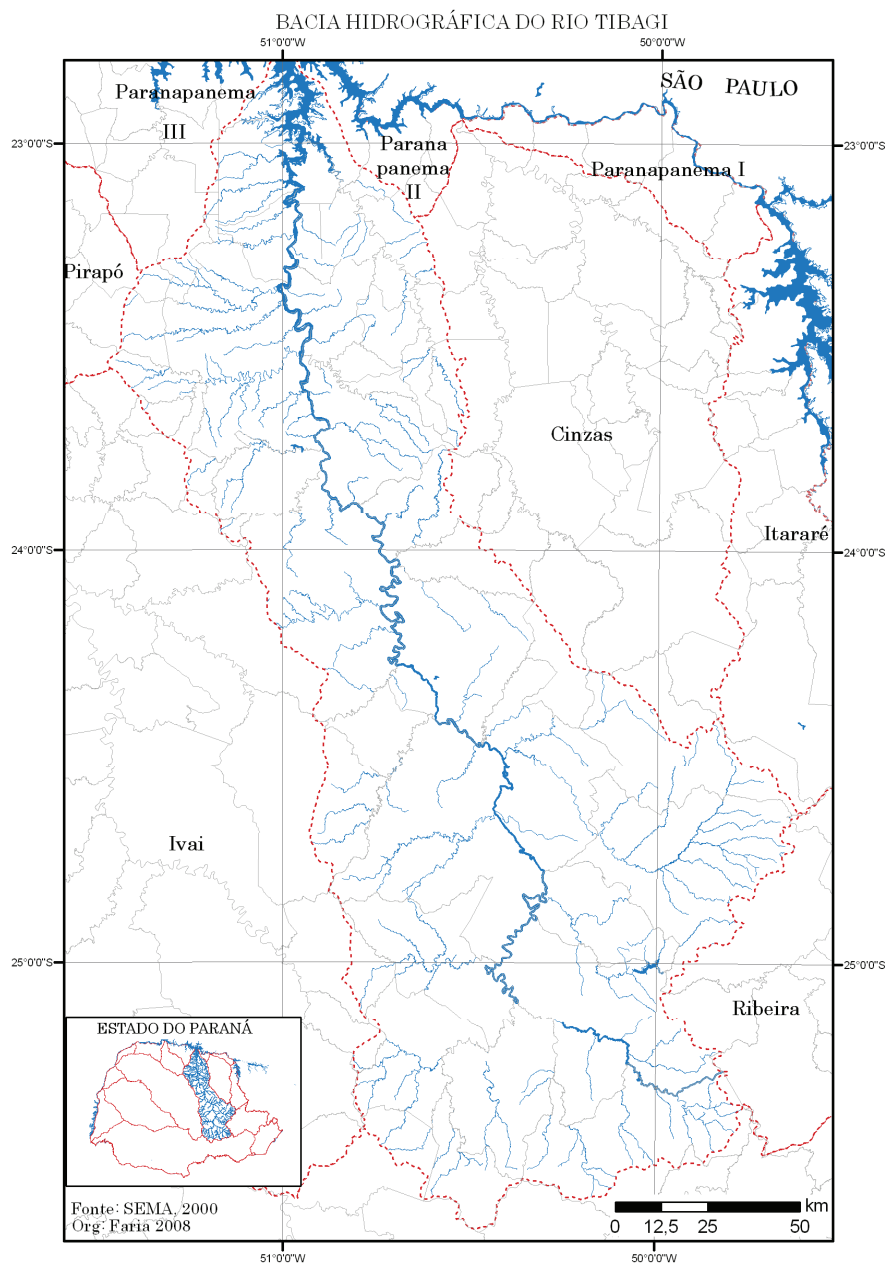 BACIA HIDROGRÁFICA DO RIO TIBAGI
51°0'0"W
50°0'0"W
SÃO PAULO
Paranapanema
III
23°0'0"S
23°0'0"S
Parana
panema
II
Paranapanema I
Pirapó
Cinzas
Itararé
24°0'0"S
24°0'0"S
Ivai
25°0'0"S
25°0'0"S
Ribeira
ESTADO DO PARANÁ
Fonte: SEMA, 2000
Org: Faria 2008
km
0 12,5 25 50
51°0'0"W
50°0'0"W